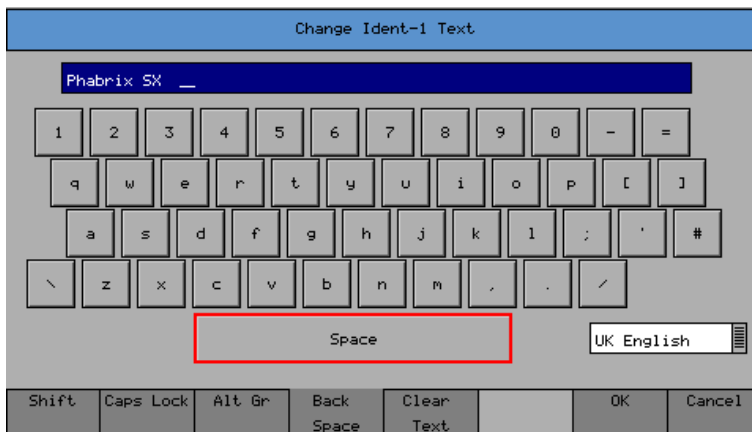 Change Ident-1 Text
Phabrix SX _
1 2 3 4 5 6 7 8 9 0 - =
q w e r t y u i o p [ ]
a s d f g h j k l ; ' #
\ z x c v b n m , . /
Space
UK English
Shift Caps Lock Alt Gr Back Space Clear Text OK Cancel